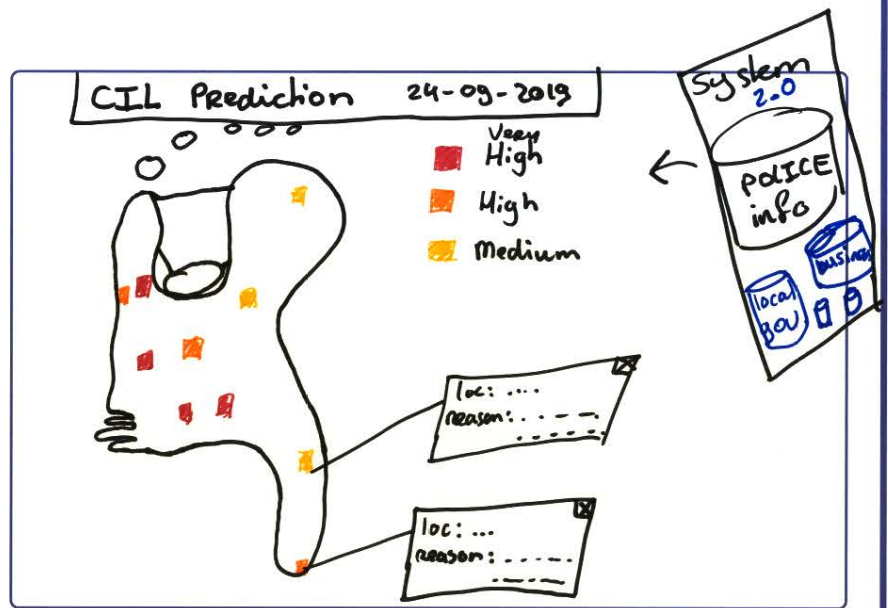 CIL Prediction 24-09-2019
Very
High
High
Medium
System
2.0
POLICE
info
business
local
gov
loc: ....
reason: . . - - -.
loc: ...
reason: . . - - . .